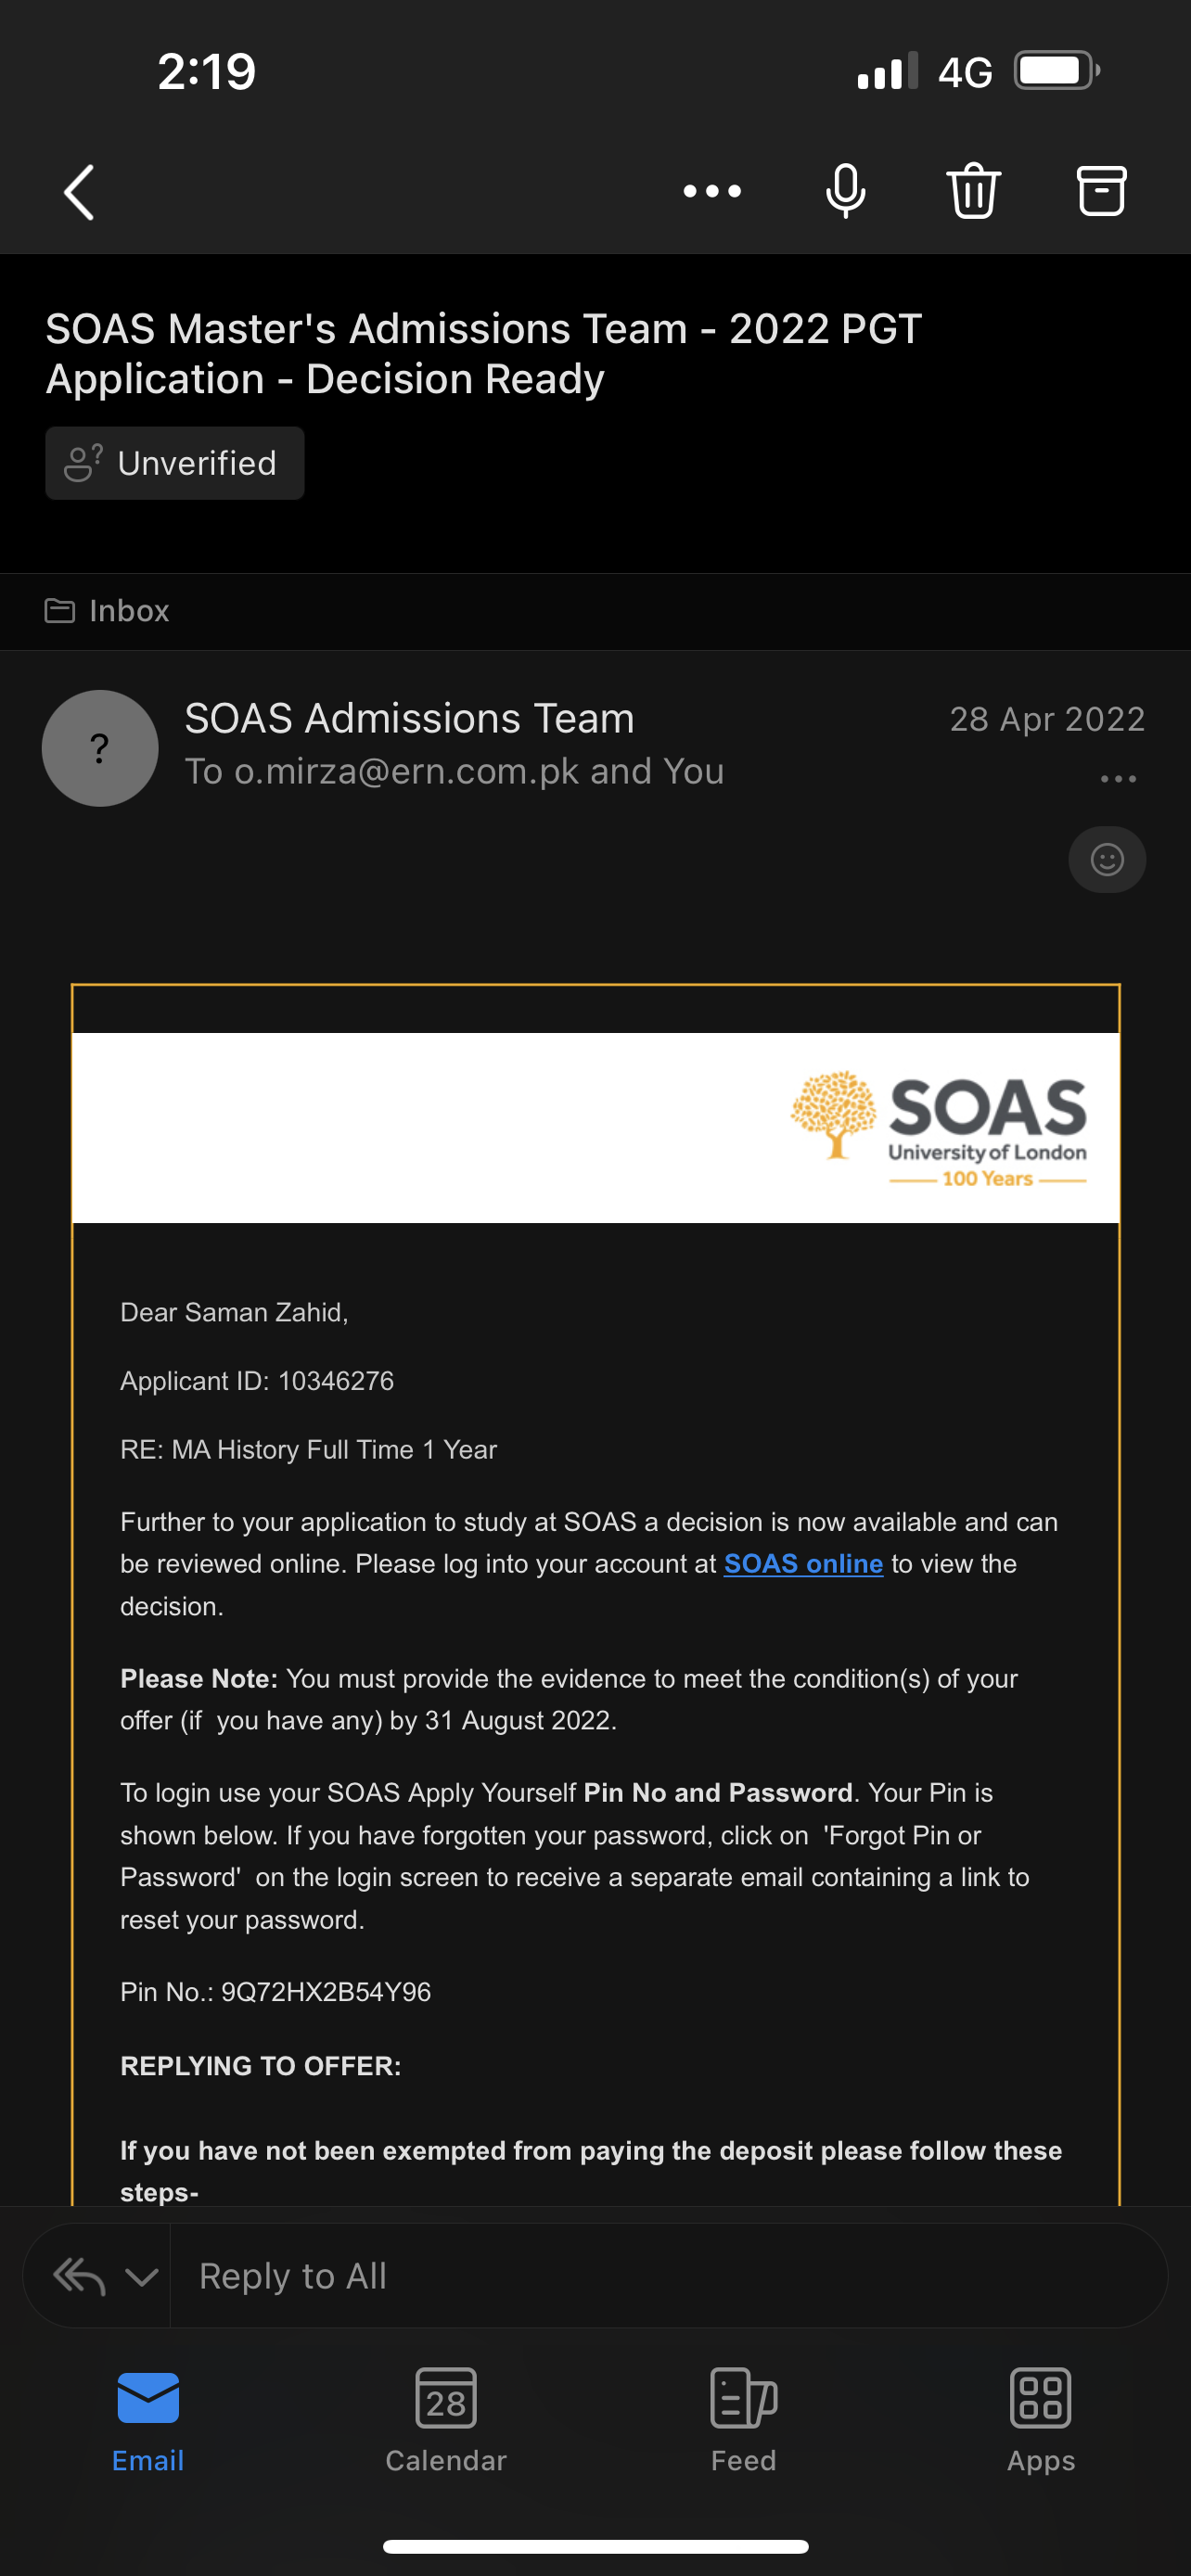 2:19
4G
SOAS Master's Admissions Team - 2022 PGT
Application - Decision Ready
? Unverified
Inbox
? SOAS Admissions Team 28 Apr 2022
To o.mirza@ern.com.pk and You
SOAS
University of London
100 Years
Dear Saman Zahid,
Applicant ID: 10346276
RE: MA History Full Time 1 Year
Further to your application to study at SOAS a decision is now available and can
be reviewed online. Please log into your account at SOAS online to view the
decision.
Please Note: You must provide the evidence to meet the condition(s) of your
offer (if  you have any) by 31 August 2022.
To login use your SOAS Apply Yourself Pin No and Password. Your Pin is
shown below. If you have forgotten your password, click on  'Forgot Pin or
Password'  on the login screen to receive a separate email containing a link to
reset your password.
Pin No.: 9Q72HX2B54Y96
REPLYING TO OFFER:
If you have not been exempted from paying the deposit please follow these
steps-
Reply to All
28
Email Calendar Feed Apps